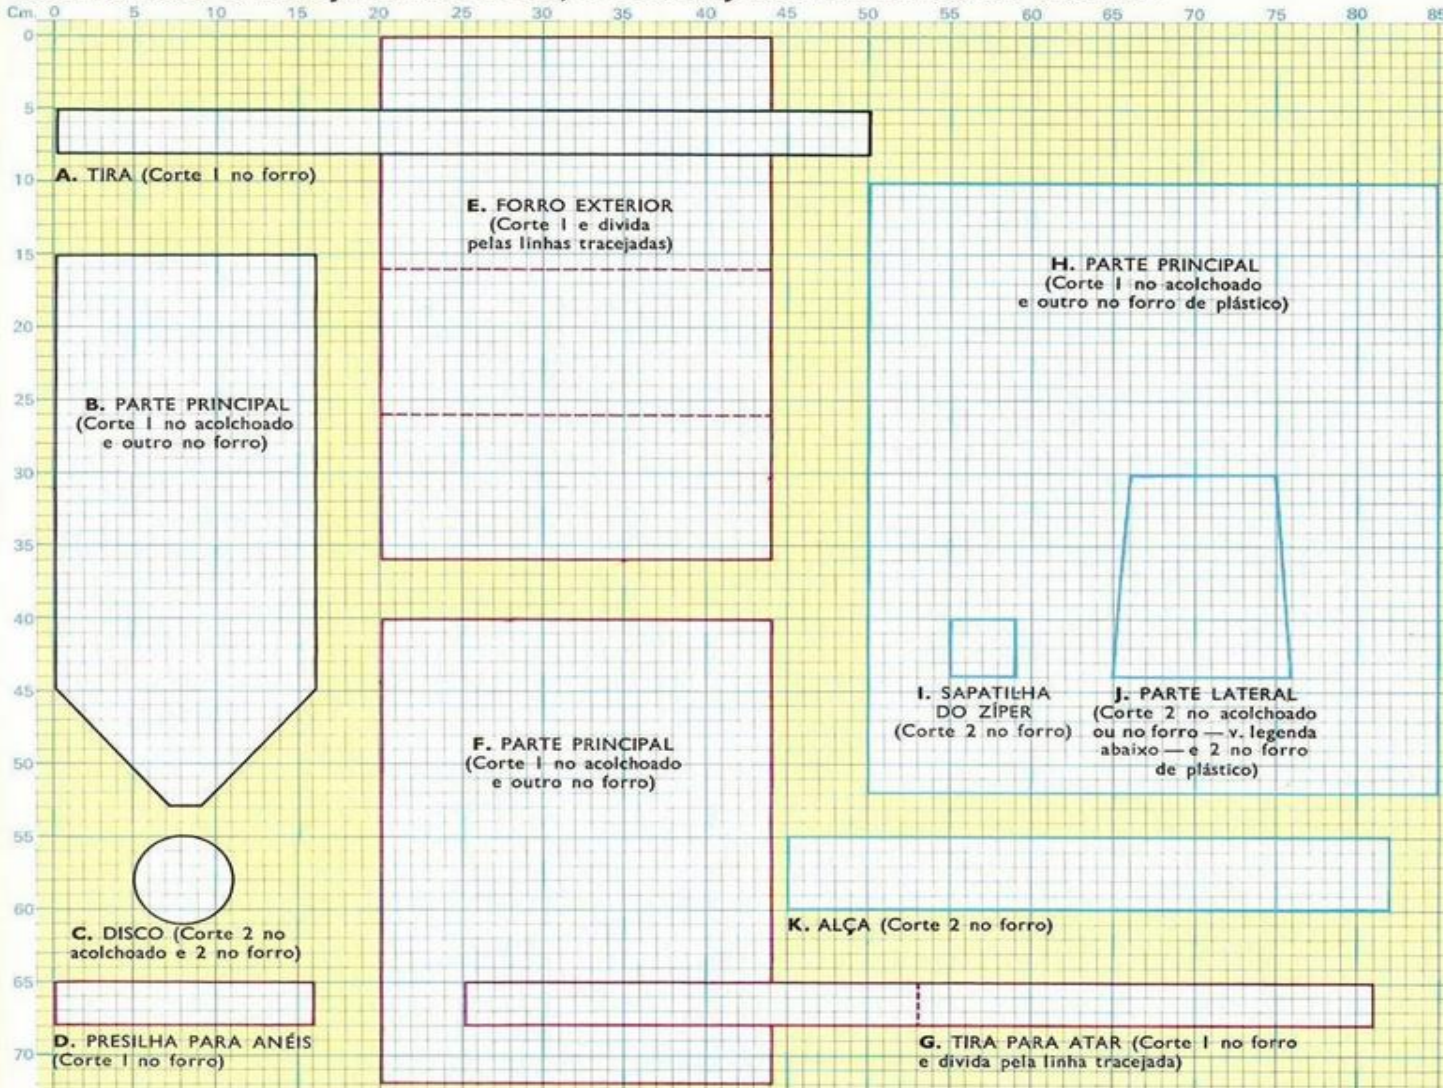 Cm. 0 5 10 15 20 25 30 35 40 45 50 55 60 65 70 75 80 85
0
5
10
15
20
25
30
35
40
45
50
55
60
65
70
A. TIRA (Corte 1 no forro)
E. FORRO EXTERIOR
(Corte 1 e divida
pelas linhas tracejadas)
H. PARTE PRINCIPAL
(Corte 1 no acolchoado
e outro no forro de plástico)
B. PARTE PRINCIPAL
(Corte 1 no acolchoado
e outro no forro)
I. SAPATILHA
DO ZÍPER
(Corte 2 no forro)
J. PARTE LATERAL
(Corte 2 no acolchoado
ou no forro — v. legenda
abaixo — e 2 no forro
de plástico)
F. PARTE PRINCIPAL
(Corte 1 no acolchoado
e outro no forro)
C. DISCO (Corte 2 no
acolchoado e 2 no forro)
K. ALÇA (Corte 2 no forro)
D. PRESILHA PARA ANÉIS
(Corte 1 no forro)
G. TIRA PARA ATAR (Corte 1 no forro
e divida pela linha tracejada)